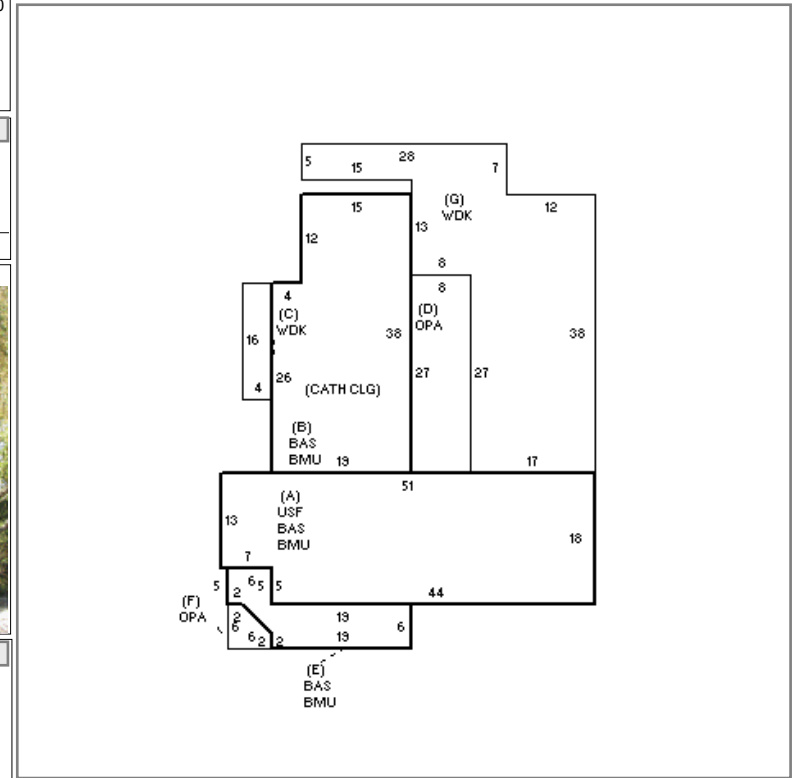 28
5
15
7
(G)
WDK
15
12
13
12
8
4
8
(C)
WDK
(D)
OPA
16
38
38
4
26
27
27
(CATH CLG)
(B)
BAS
BMU
19
17
51
(A)
USF
BAS
BMU
13
18
7
5
6
5
5
2
44
(F)
OPA
2
6
19
6
6
2
2
19
(E)
BAS
BMU